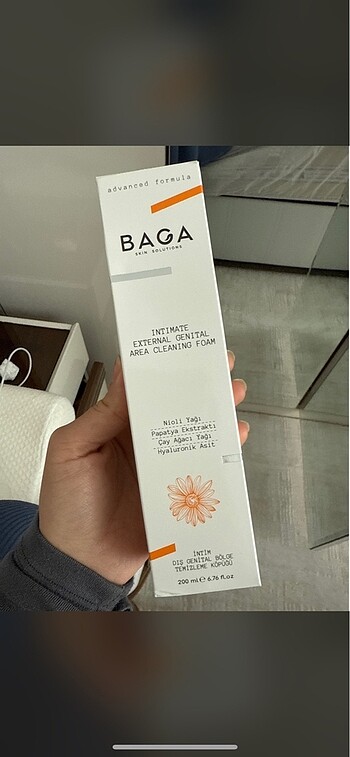 advanced formula
BAGA
SKIN SOLUTIONS
INTIMATE
EXTERNAL GENITAL
AREA CLEANING FOAM
Nioli Yağı
Papatya Ekstraktı
Çay Ağacı Yağı
Hyaluronik Asit
İNTİM
DIŞ GENİTAL BÖLGE
TEMİZLEME KÖPÜĞÜ
200 ml ℮ 6.76 fl.oz